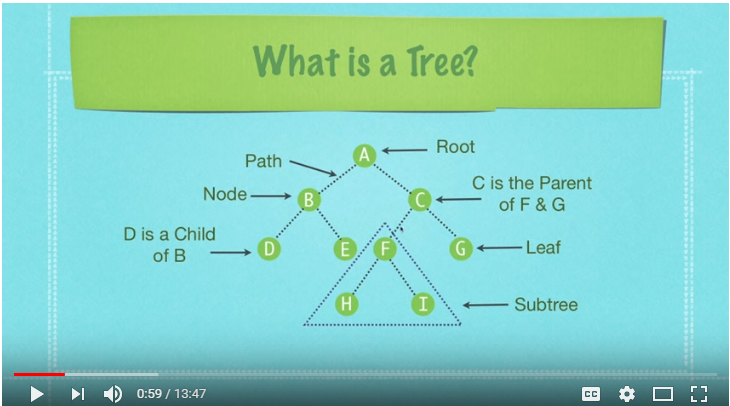 What is a Tree?
A
Root
Path
C is the Parent
of F & G
Node
B
C
D is a Child
of B
D
E
F
G
Leaf
H
I
Subtree
0:59 / 13:47
CC